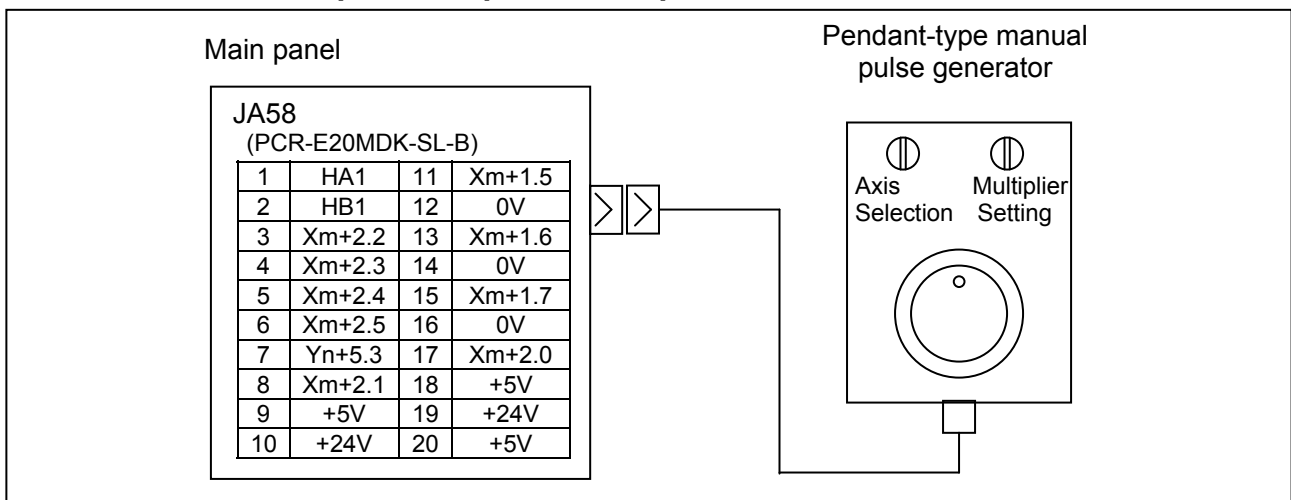 Main panel
Pendant-type manual
pulse generator
JA58
(PCR-E20MDK-SL-B)
1 HA1 11 Xm+1.5
2 HB1 12 0V
3 Xm+2.2 13 Xm+1.6
4 Xm+2.3 14 0V
5 Xm+2.4 15 Xm+1.7
6 Xm+2.5 16 0V
7 Yn+5.3 17 Xm+2.0
8 Xm+2.1 18 +5V
9 +5V 19 +24V
10 +24V 20 +5V
Axis
Selection
Multiplier
Setting